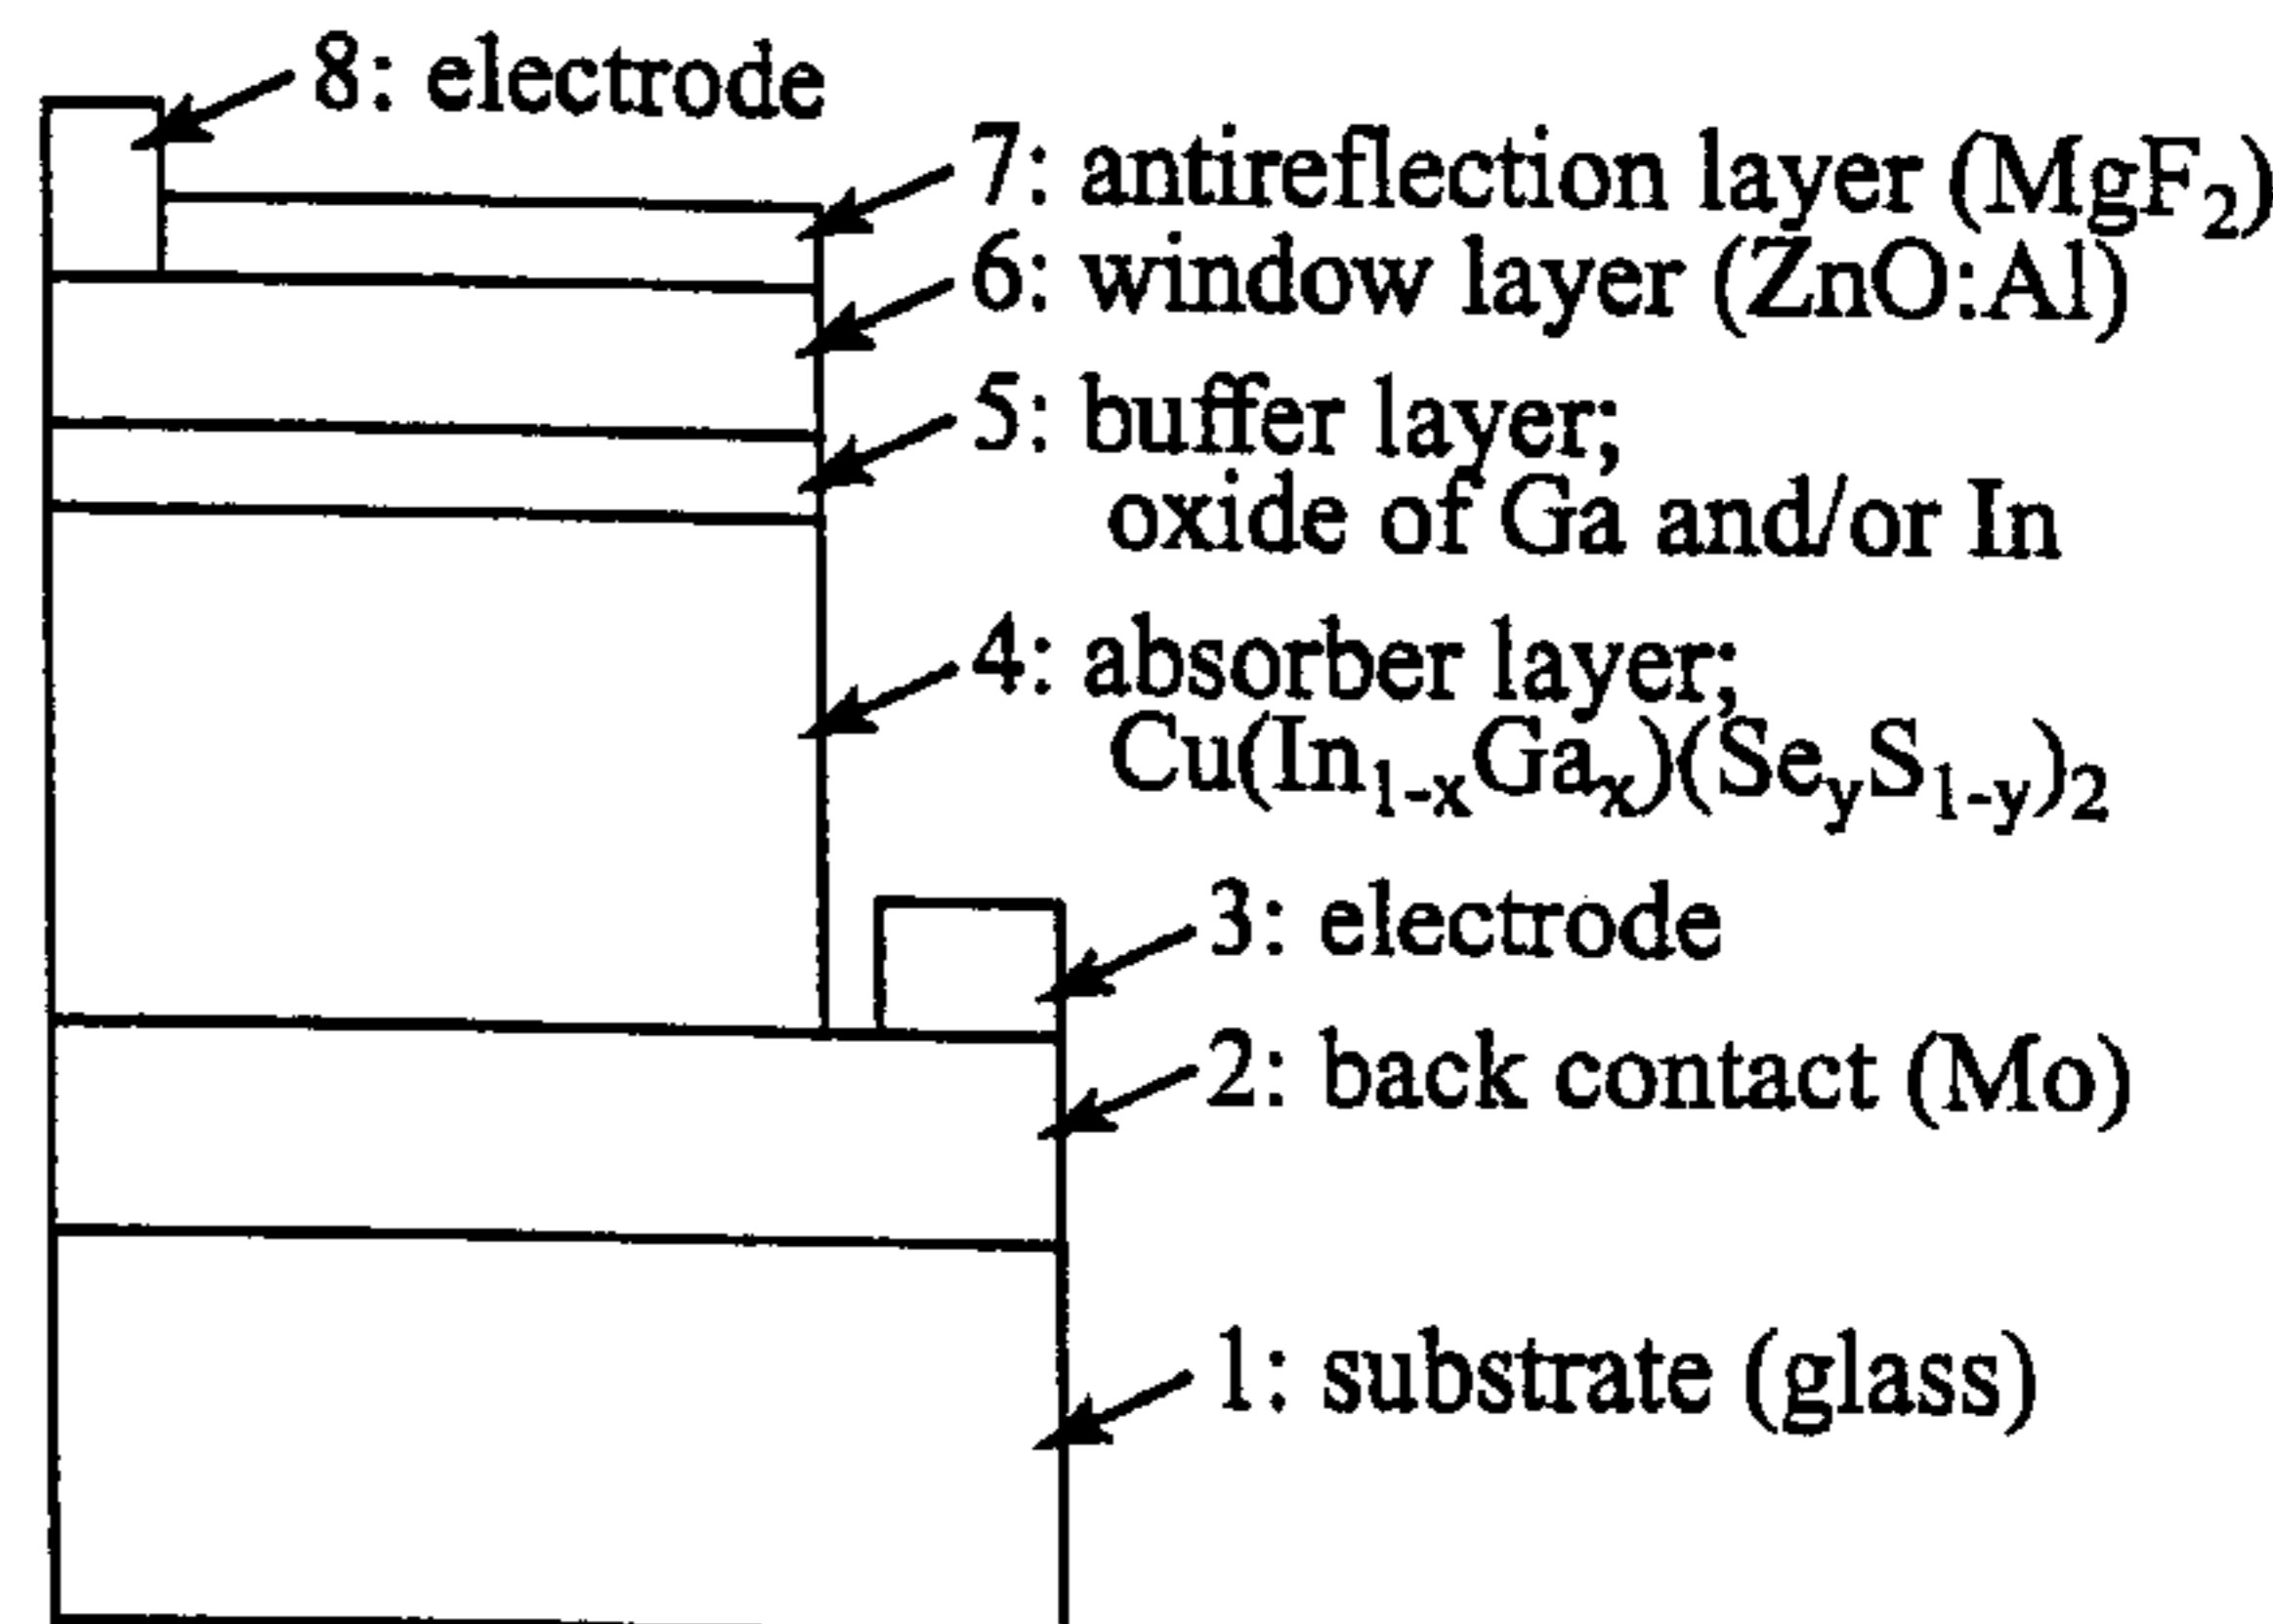 8: electrode
7: antireflection layer (MgF₂)
6: window layer (ZnO:Al)
5: buffer layer;
oxide of Ga and/or In
4: absorber layer;
Cu(In₁₋ₓGaₓ)(SeᵧS₁₋ᵧ)₂
3: electrode
2: back contact (Mo)
1: substrate (glass)